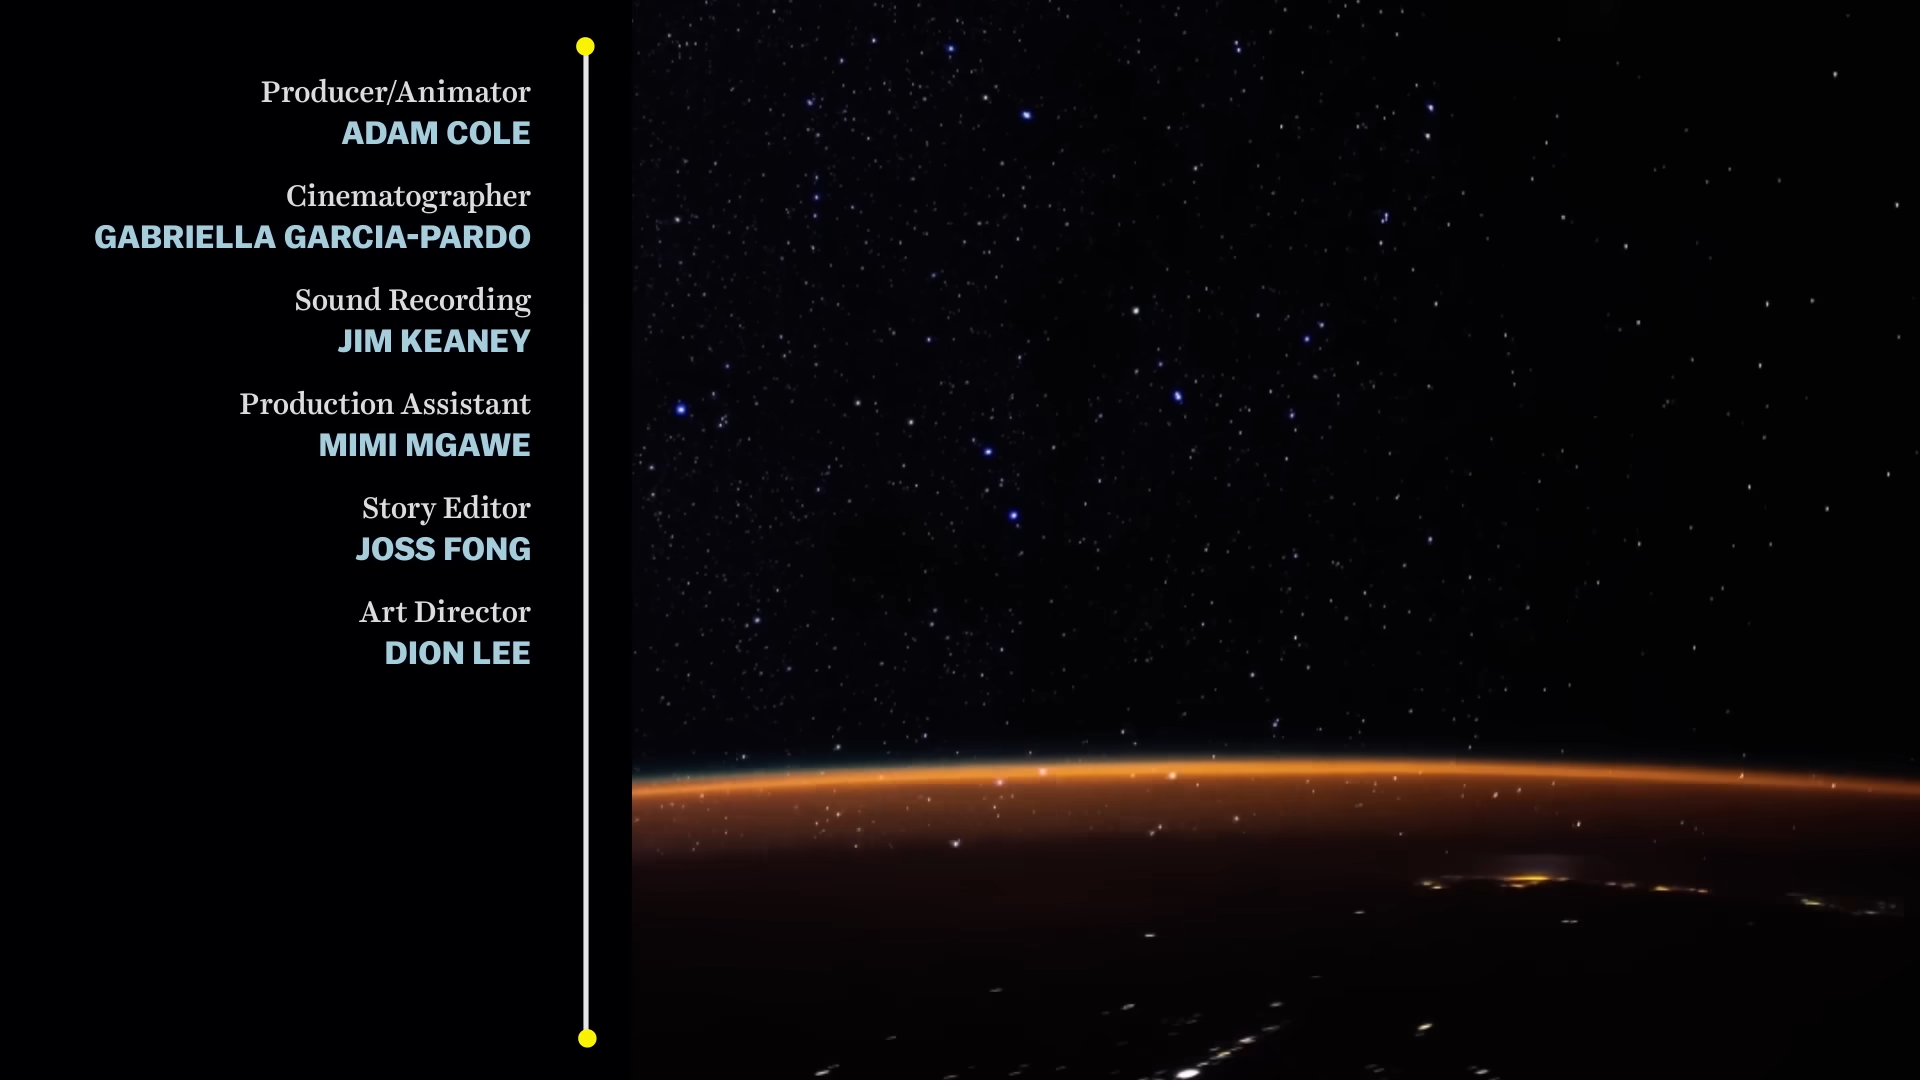 Producer/Animator
ADAM COLE
Cinematographer
GABRIELLA GARCIA-PARDO
Sound Recording
JIM KEANEY
Production Assistant
MIMI MGAWE
Story Editor
JOSS FONG
Art Director
DION LEE